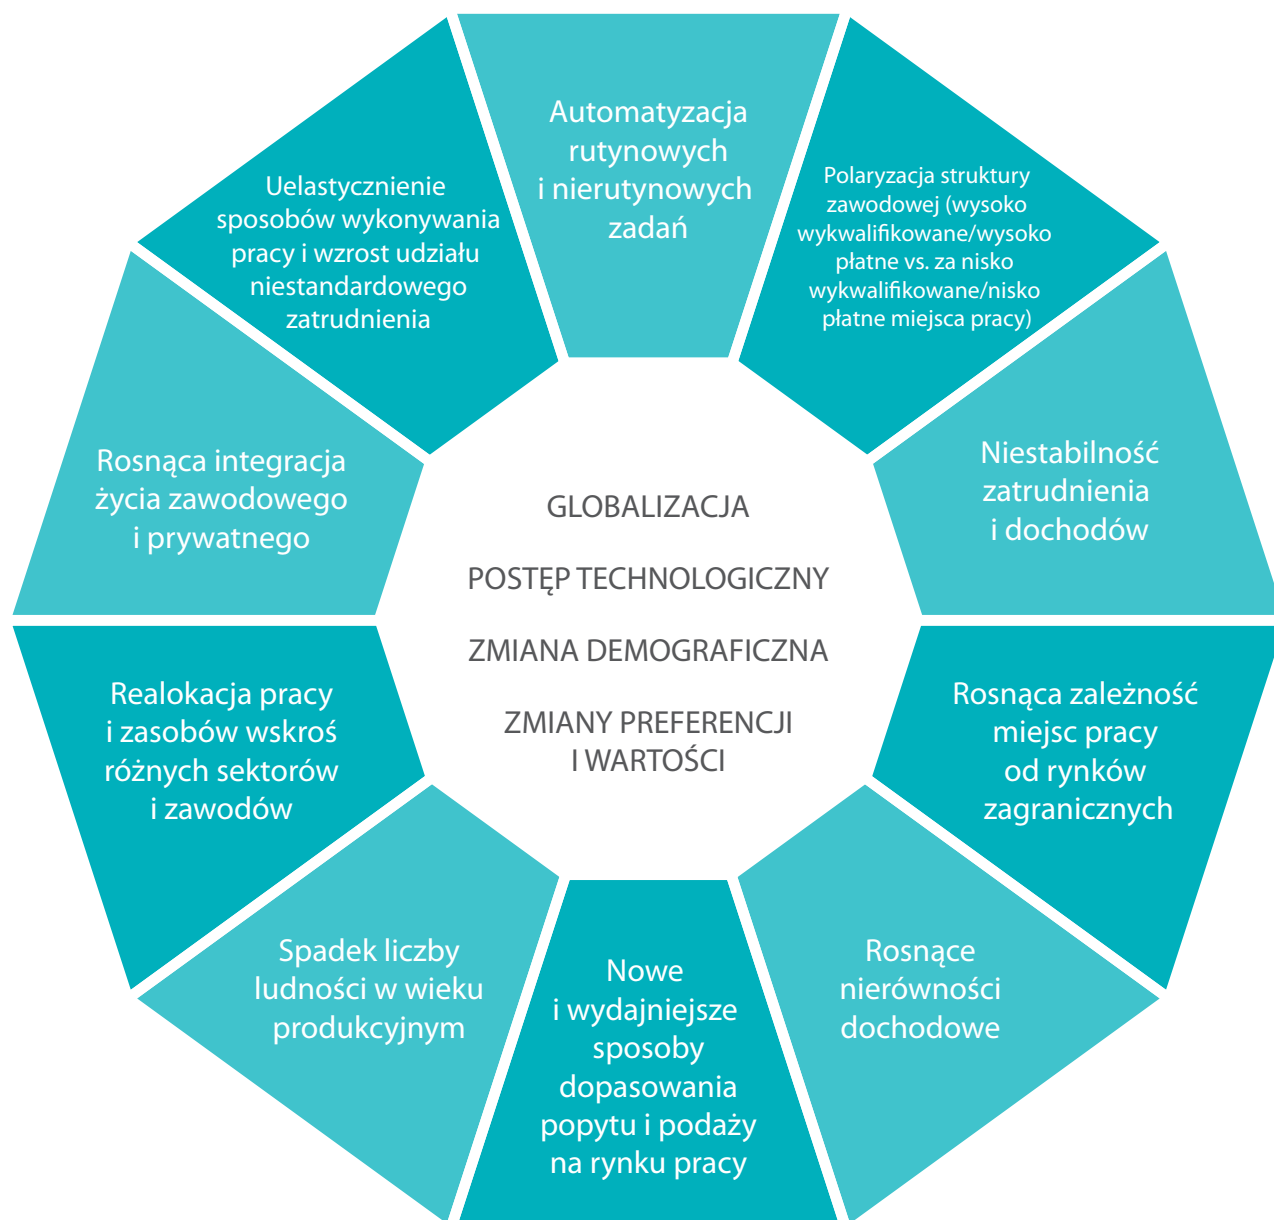 Automatyzacja
rutynowych
i nierutynowych
zadań
Polaryzacja struktury
zawodowej (wysoko
wykwalifikowane/wysoko
płatne vs. za nisko
wykwalifikowane/nisko
płatne miejsca pracy)
Niestabilność
zatrudnienia
i dochodów
Rosnąca zależność
miejsc pracy
od rynków
zagranicznych
Rosnące
nierówności
dochodowe
Nowe
i wydajniejsze
sposoby
dopasowania
popytu i podaży
na rynku pracy
Spadek liczby
ludności w wieku
produkcyjnym
Realokacja pracy
i zasobów wskroś
różnych sektorów
i zawodów
Rosnąca integracja
życia zawodowego
i prywatnego
Uelastycznienie
sposobów wykonywania
pracy i wzrost udziału
niestandardowego
zatrudnienia
GLOBALIZACJA
POSTĘP TECHNOLOGICZNY
ZMIANA DEMOGRAFICZNA
ZMIANY PREFERENCJI
I WARTOŚCI